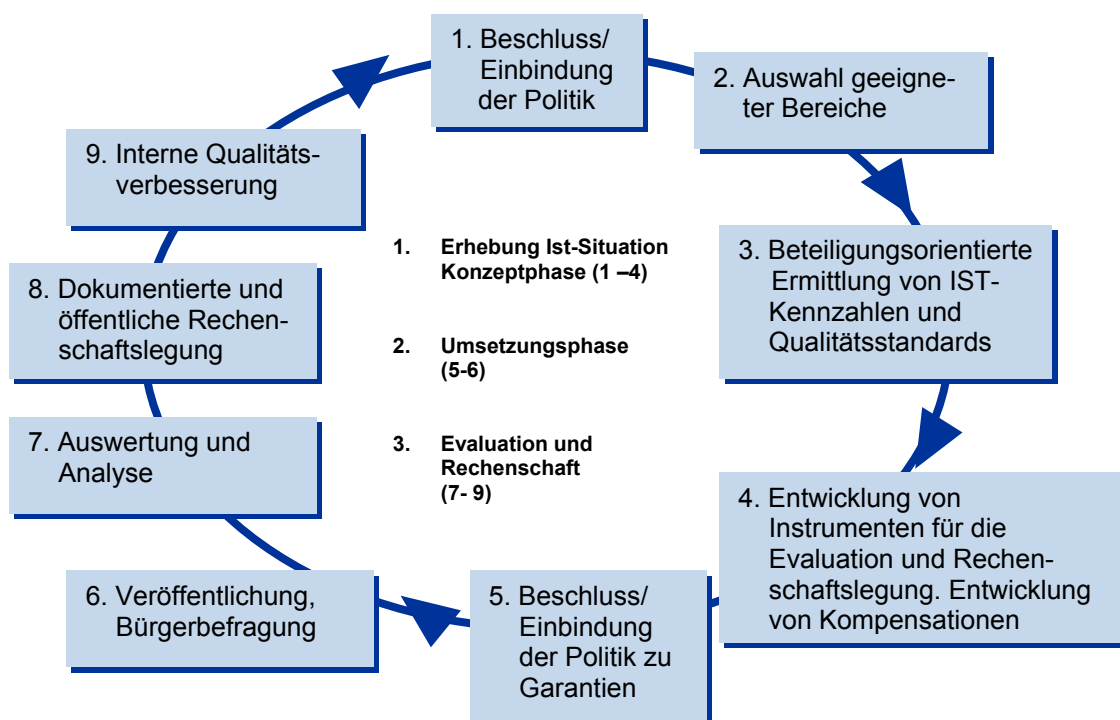 1. Beschluss/
Einbindung
der Politik
2. Auswahl geeigne-
ter Bereiche
3. Beteiligungsorientierte
Ermittlung von IST-
Kennzahlen und
Qualitätsstandards
4. Entwicklung von
Instrumenten für die
Evaluation und Rechen-
schaftslegung. Entwicklung
von Kompensationen
5. Beschluss/
Einbindung
der Politik zu
Garantien
6. Veröffentlichung,
Bürgerbefragung
7. Auswertung und
Analyse
8. Dokumentierte und
öffentliche Rechen-
schaftslegung
9. Interne Qualitäts-
verbesserung
1. Erhebung Ist-Situation
Konzeptphase (1 –4)
2. Umsetzungsphase
(5-6)
3. Evaluation und
Rechenschaft
(7- 9)